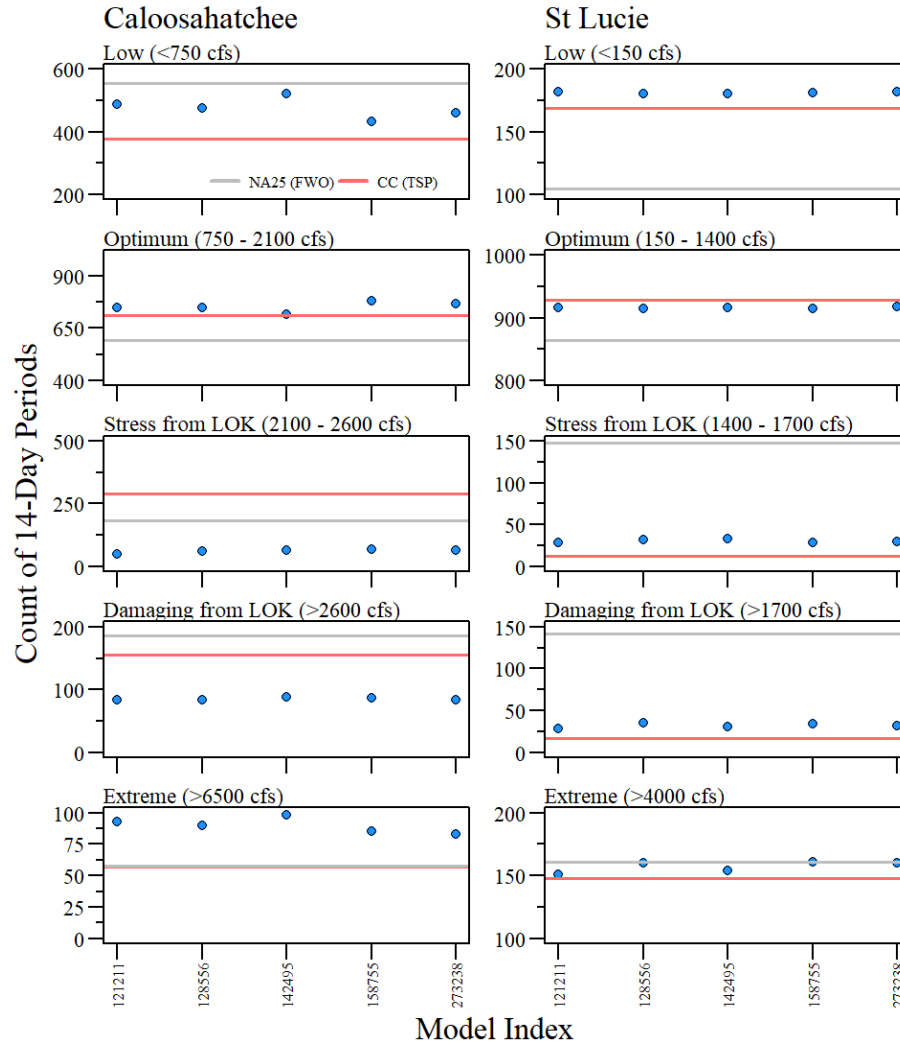 Caloosahatchee
St Lucie
Low (<750 cfs)
600
400
200
NA25 (FWO)
CC (TSP)
Low (<150 cfs)
200
150
100
Optimum (750 - 2100 cfs)
900
650
400
Optimum (150 - 1400 cfs)
1000
900
800
Stress from LOK (2100 - 2600 cfs)
500
250
0
Stress from LOK (1400 - 1700 cfs)
150
50
0
Damaging from LOK (>2600 cfs)
200
100
0
Damaging from LOK (>1700 cfs)
150
100
50
0
Extreme (>6500 cfs)
100
75
50
25
0
Extreme (>4000 cfs)
200
150
100
121211
128556
142495
158755
273238
121211
128556
142495
158755
273238
Count of 14-Day Periods
Model Index